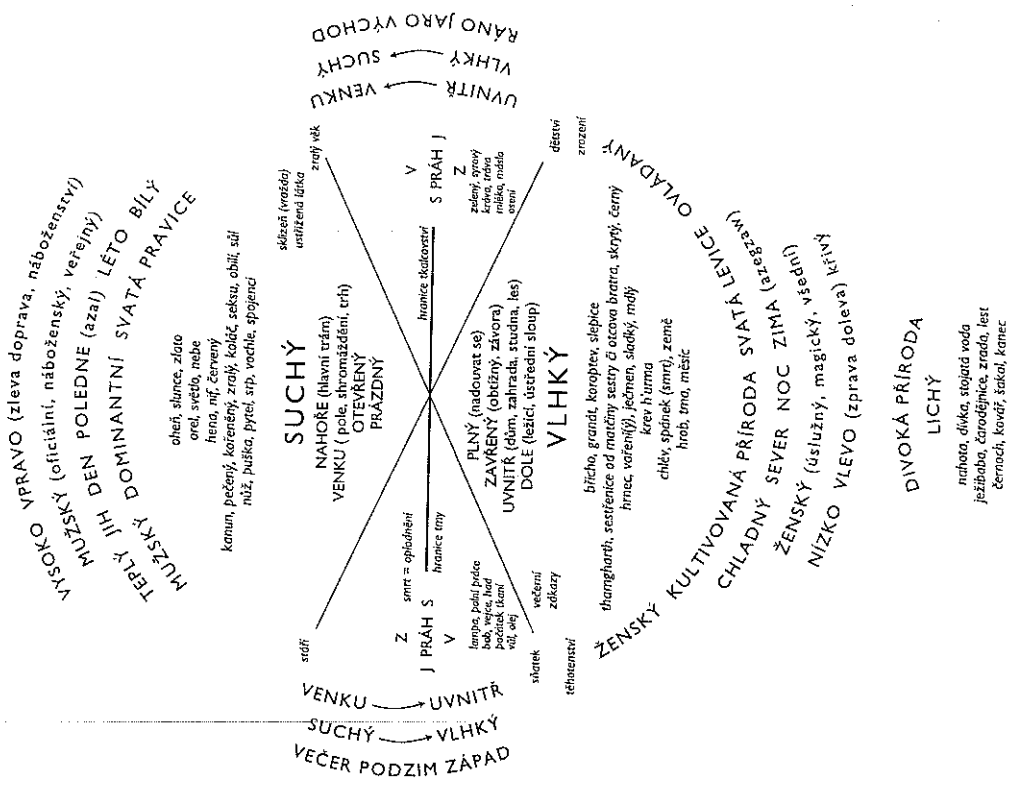 VYSOKO VPRAVO (zleva doprava, náboženství)
MUŽSKÝ (oficiální, náboženský, veřejný)
TEPLÝ JIH DEN POLEDNE (azal) LÉTO BÍLÝ
MUŽSKÝ DOMINANTNÍ SVATÁ PRAVICE
oheň, slunce, zlato
orel, světlo, nebe
hena, nif, červený
kanun, pečený, kořeněný, zralý, koláč, seksu, obilí, sůl
nůž, puška, pytel, srp, vochle, spojenci
SUCHÝ
NAHOŘE (hlavní trám)
VENKU (pole, shromáždění, trh)
OTEVŘENÝ
PRÁZDNÝ
stáří
smrt = oplodnění
hranice tmy
Z
J PRÁH S
V
lampa, polní práce
bob, vejce, had
počátek tkaní
vůl, olej
večerní
zákazy
sňatek
těhotenství
VENKU → UVNITŘ
SUCHÝ → VLHKÝ
VEČER PODZIM ZÁPAD
sklizeň (vražda)
ustřižená látka
zralý věk
hranice tkalcovství
V
S PRÁH J
Z
zelený, syrový
kráva, tráva
mléko, máslo
osení
dětství
zrození
UVNITŘ → VENKU
VLHKÝ → SUCHÝ
RÁNO JARO VÝCHOD
PLNÝ (nadouvat se)
ZAVŘENÝ (obtížný, závora)
UVNITŘ (dům, zahrada, studna, les)
DOLE (ležící, ústřední sloup)
VLHKÝ
břicho, granát, koroptev, slepice
thamgharth, sestřenice od matčiny sestry či otcova bratra, skrytý, černý
hrnec, vařeni(ý), ječmen, sladký, mdlý
krev hurma
chlév, spánek (smrt), země
hrob, tma, měsíc
ŽENSKÝ KULTIVOVANÁ PŘÍRODA SVATÁ LEVICE OVLÁDANÝ
CHLADNÝ SEVER NOC ZIMA (azegzaw)
ŽENSKÝ (úslužný, magický, všední)
NÍZKO VLEVO (zprava doleva) křivý
DIVOKÁ PŘÍRODA
LICHÝ
nahota, dívka, stojatá voda
ježibaba, čarodějnice, zrada, lest
černoch, kovář, šakal, kanec